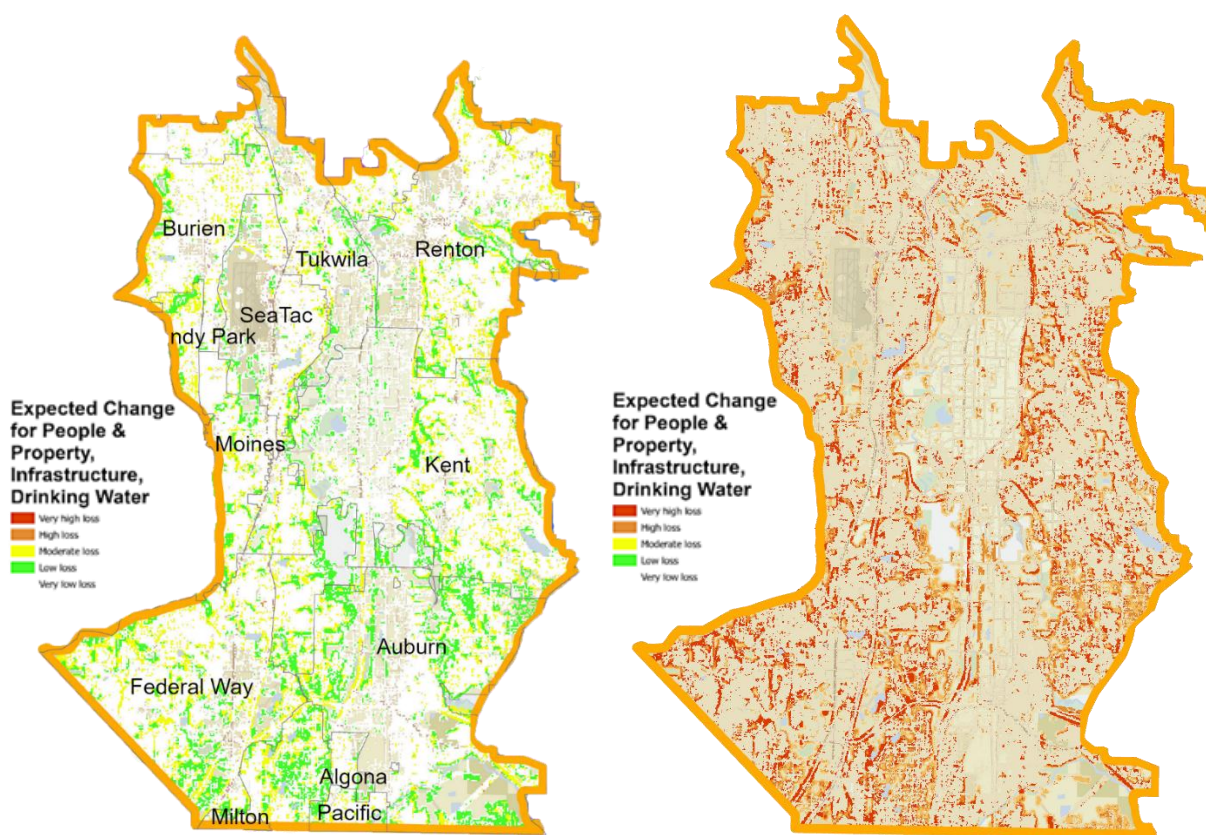 Burien
Tukwila
Renton
SeaTac
ndy Park
Expected Change
for People &
Property,
Infrastructure,
Drinking Water
Very high loss
High loss
Moderate loss
Low loss
Very low loss
Moines
Kent
Auburn
Federal Way
Algona
Pacific
Milton
Expected Change
for People &
Property,
Infrastructure,
Drinking Water
Very high loss
High loss
Moderate loss
Low loss
Very low loss